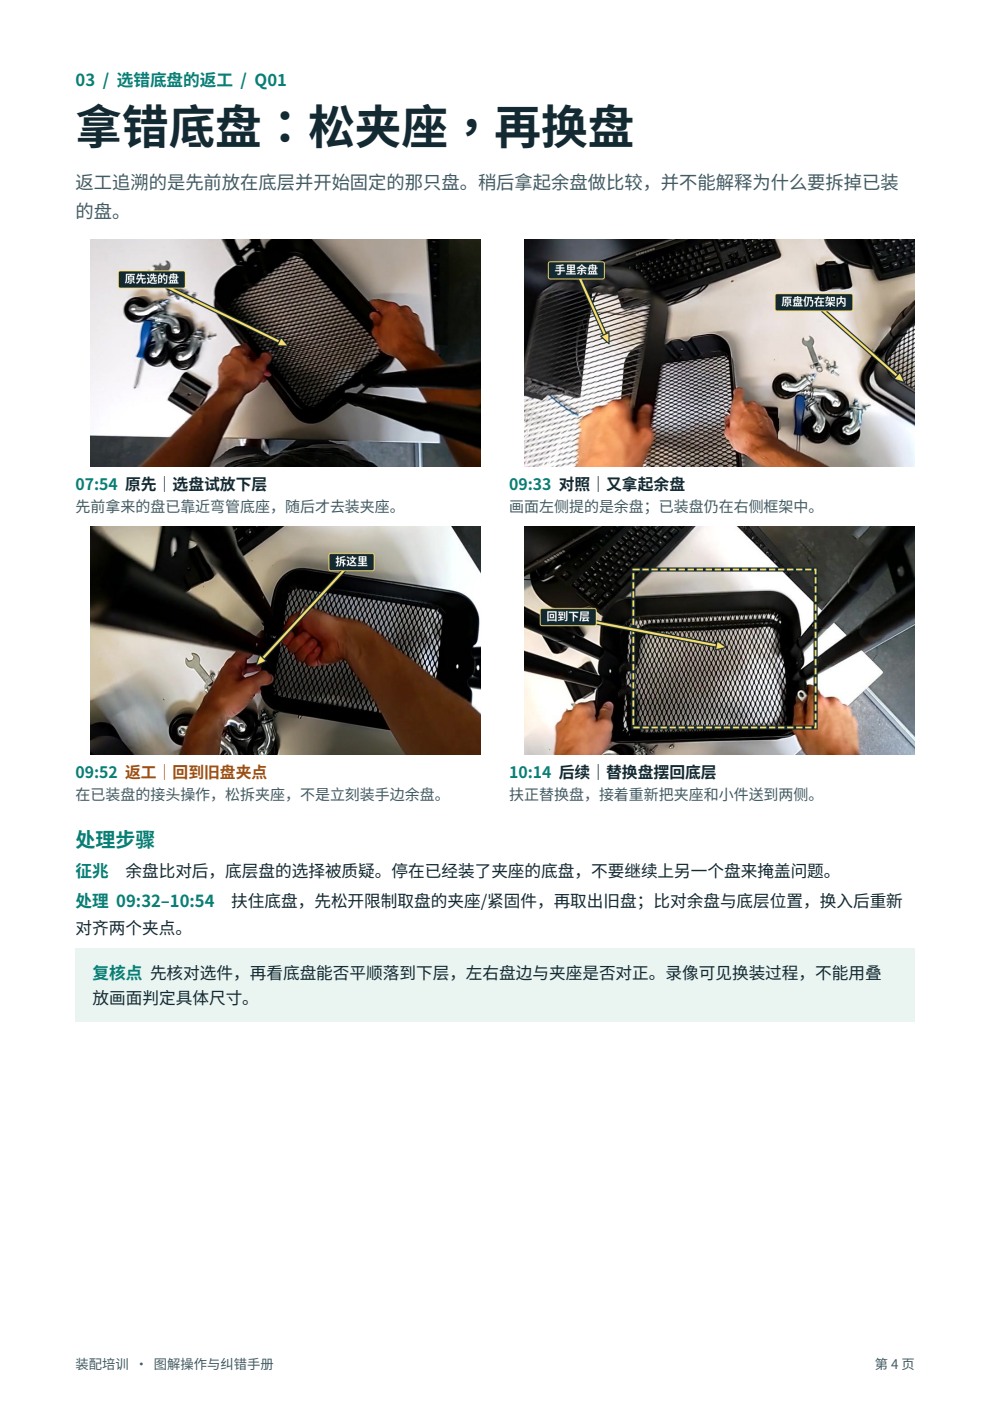 03 / 选错底盘的返工 / Q01
拿错底盘：松夹座，再换盘
返工追溯的是先前放在底层并开始固定的那只盘。稍后拿起余盘做比较，并不能解释为什么要拆掉已装
的盘。
原先选的盘
手里余盘
原盘仍在架内
07:54 原先｜选盘试放下层
先前拿来的盘已靠近弯管底座，随后才去装夹座。
09:33 对照｜又拿起余盘
画面左侧提的是余盘；已装盘仍在右侧框架中。
拆这里
回到下层
09:52 返工｜回到旧盘夹点
在已装盘的接头操作，松拆夹座，不是立刻装手边余盘。
10:14 后续｜替换盘摆回底层
扶正替换盘，接着重新把夹座和小件送到两侧。
处理步骤
征兆 余盘比对后，底层盘的选择被质疑。停在已经装了夹座的底盘，不要继续上另一个盘来掩盖问题。
处理 09:32–10:54 扶住底盘，先松开限制取盘的夹座/紧固件，再取出旧盘；比对余盘与底层位置，换入后重新
对齐两个夹点。
复核点 先核对选件，再看底盘能否平顺落到下层，左右盘边与夹座是否对正。录像可见换装过程，不能用叠
放画面判定具体尺寸。
装配培训 · 图解操作与纠错手册
第 4 页